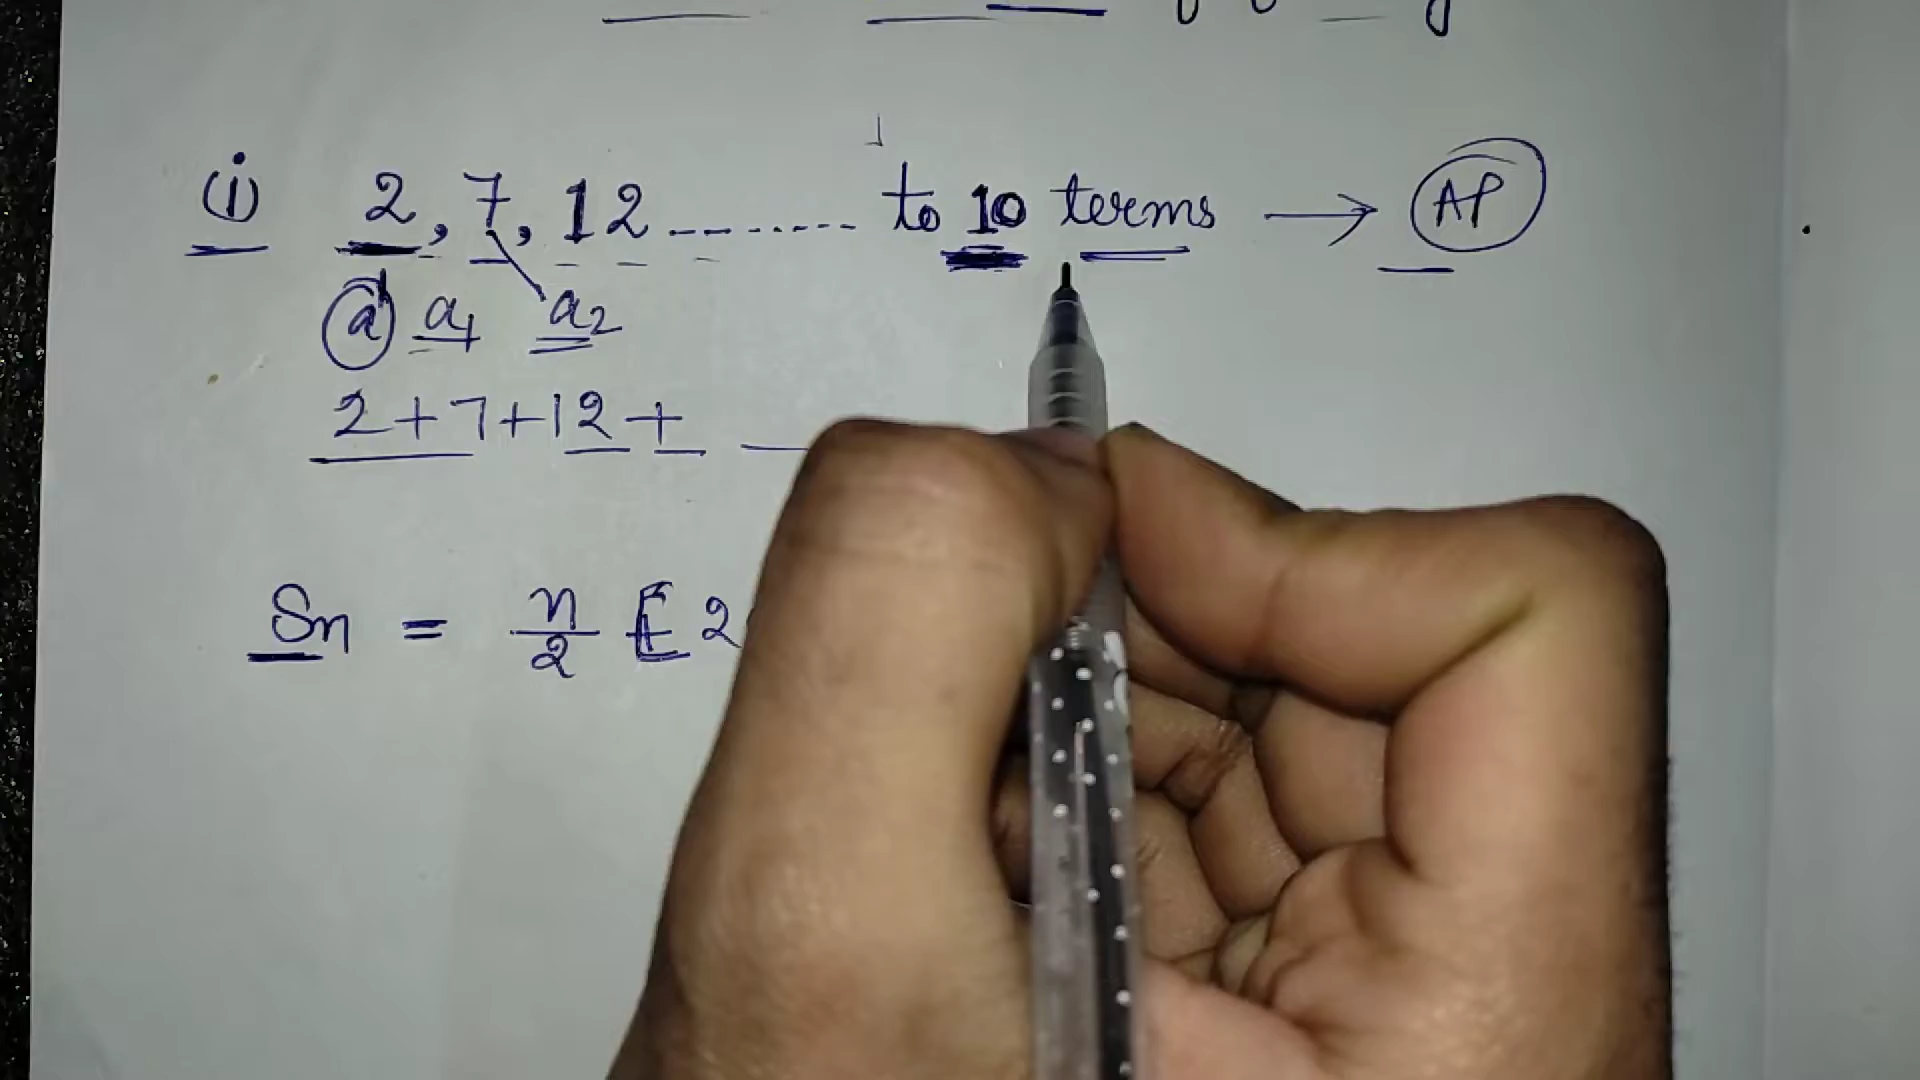 (i) 2, 7, 12 -------- to 10 terms → AP
a a1 a2
2+7+12+
Sn = n/2 [2